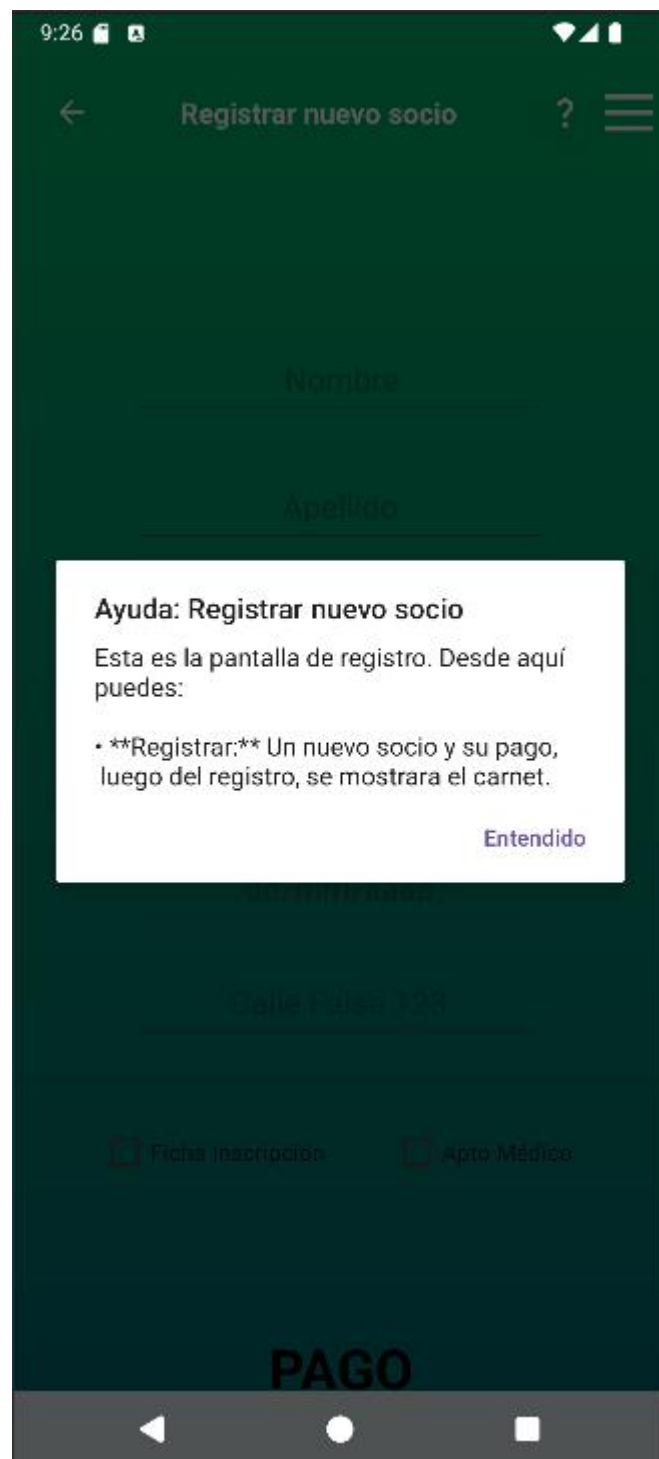 9:26
Registrar nuevo socio ?
Nombre
Apellido
Ayuda: Registrar nuevo socio
Esta es la pantalla de registro. Desde aquí
puedes:
• **Registrar:** Un nuevo socio y su pago,
luego del registro, se mostrara el carnet.
Entendido
Calle Falsa 123
Ficha inscripción Apto Médico
PAGO